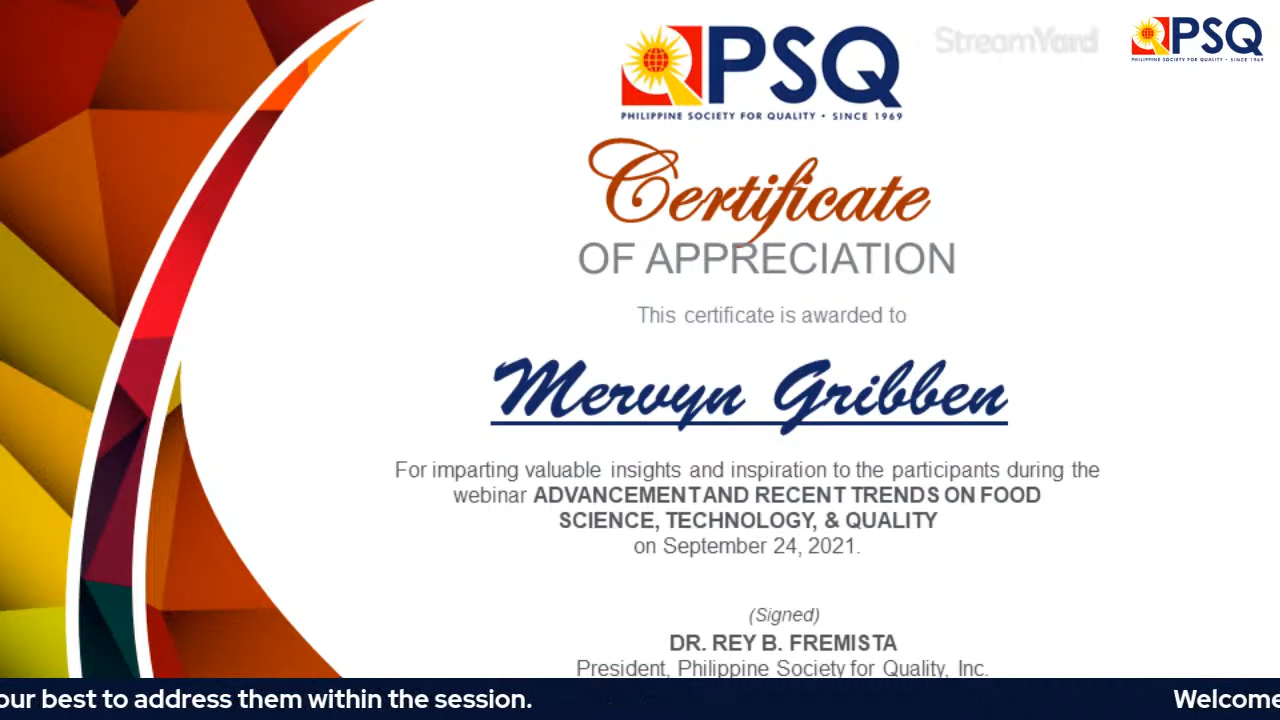 PSQ
PHILIPPINE SOCIETY FOR QUALITY • SINCE 1969
StreamYard
PSQ
PHILIPPINE SOCIETY FOR QUALITY • SINCE 1969
Certificate
OF APPRECIATION
This certificate is awarded to
Mervyn Gribben
For imparting valuable insights and inspiration to the participants during the
webinar ADVANCEMENT AND RECENT TRENDS ON FOOD
SCIENCE, TECHNOLOGY, & QUALITY
on September 24, 2021.
(Signed)
DR. REY B. FREMISTA
President, Philippine Society for Quality, Inc.
our best to address them within the session. Welcome